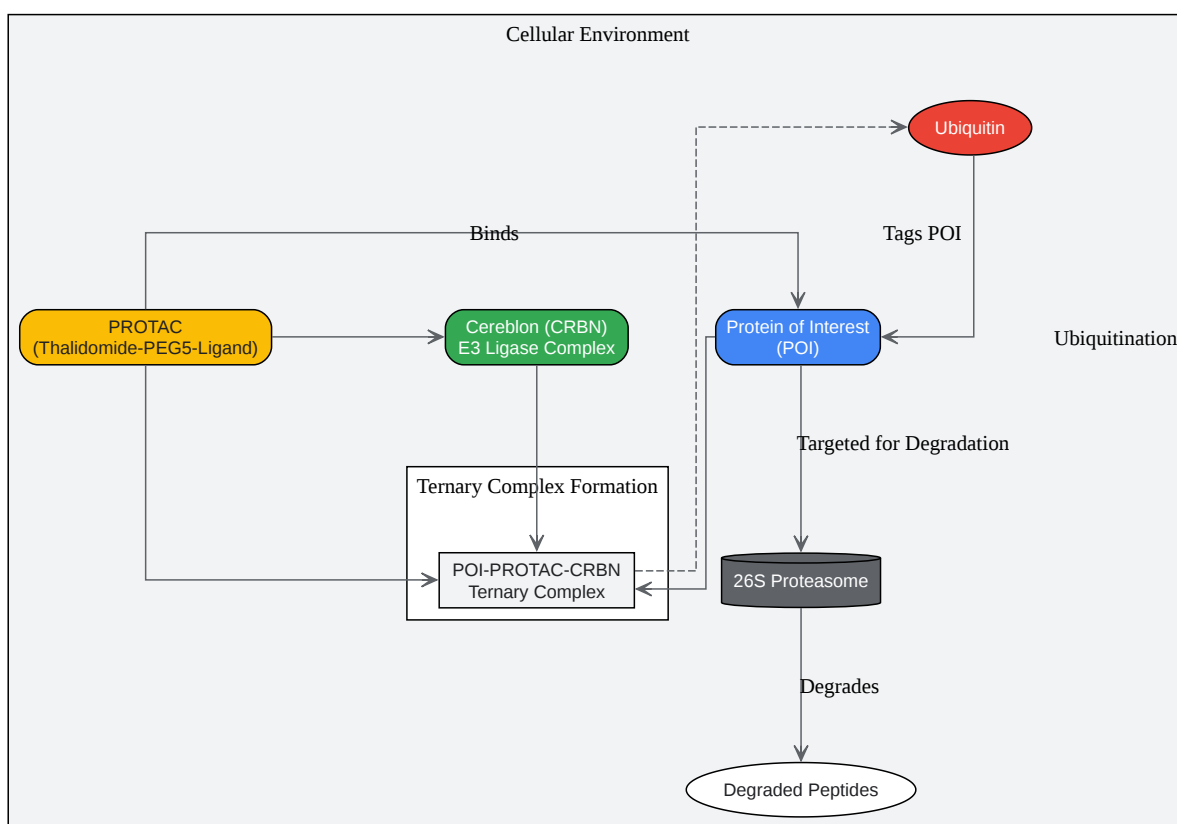 Cellular Environment
Ubiquitin
Binds
Tags POI
PROTAC
(Thalidomide-PEG5-Ligand)
Cereblon (CRBN)
E3 Ligase Complex
Protein of Interest
(POI)
Ubiquitination
Targeted for Degradation
Ternary Complex Formation
POI-PROTAC-CRBN
Ternary Complex
26S Proteasome
Degrades
Degraded Peptides